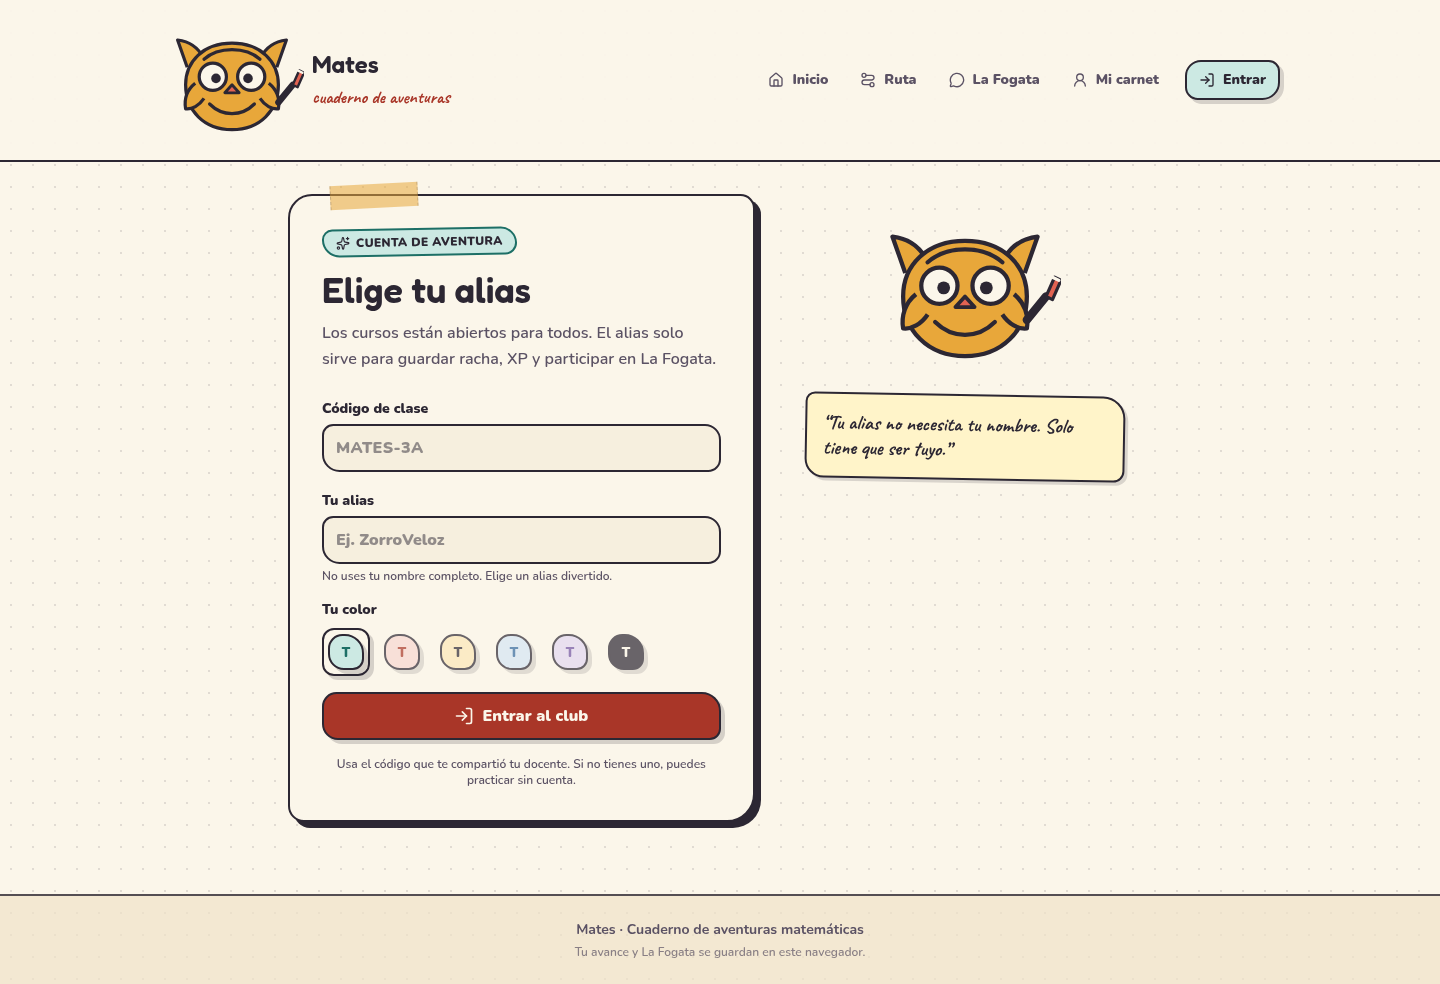 Mates
cuaderno de aventuras
Inicio
Ruta
La Fogata
Mi carnet
Entrar
CUENTA DE AVENTURA
Elige tu alias
Los cursos están abiertos para todos. El alias solo
sirve para guardar racha, XP y participar en La Fogata.
Código de clase
MATES-3A
Tu alias
Ej. ZorroVeloz
No uses tu nombre completo. Elige un alias divertido.
Tu color
T T T T T T
Entrar al club
Usa el código que te compartió tu docente. Si no tienes uno, puedes
practicar sin cuenta.
“Tu alias no necesita tu nombre. Solo
tiene que ser tuyo.”
Mates · Cuaderno de aventuras matemáticas
Tu avance y La Fogata se guardan en este navegador.